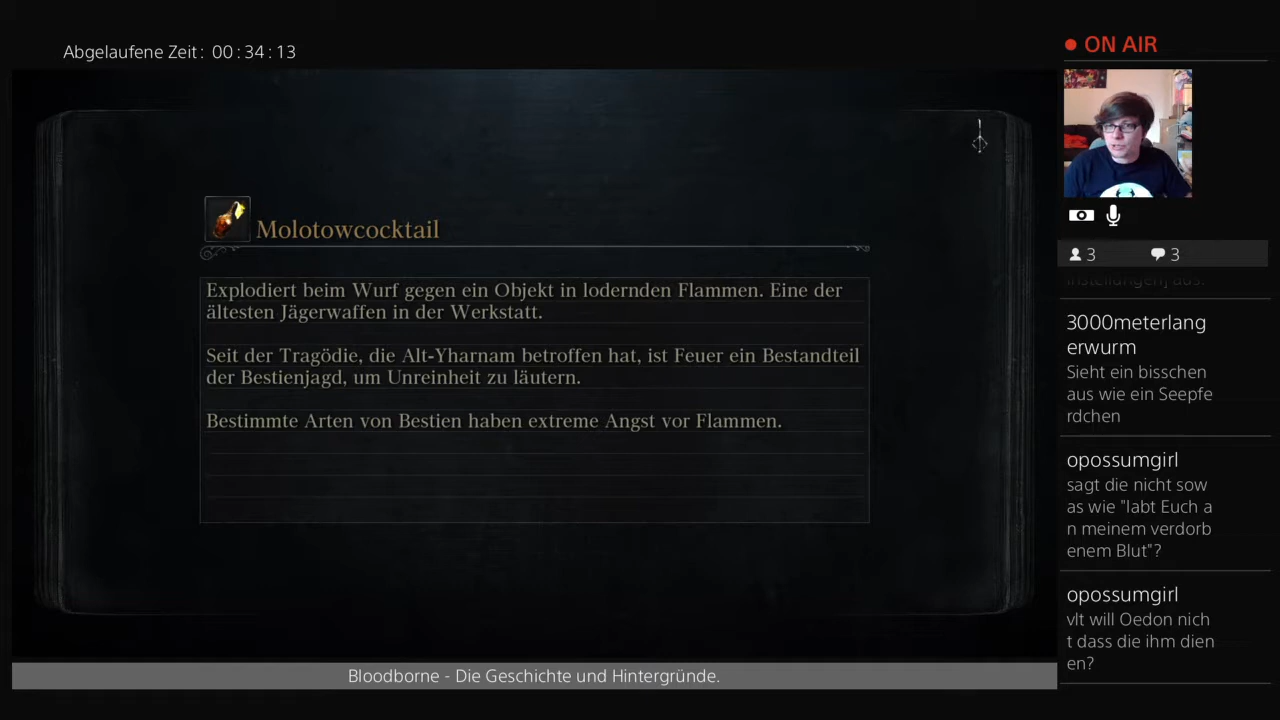 Abgelaufene Zeit: 00:34:13
ON AIR
Molotowcocktail
Explodiert beim Wurf gegen ein Objekt in lodernden Flammen. Eine der
ältesten Jägerwaffen in der Werkstatt.
Seit der Tragödie, die Alt-Yharnam betroffen hat, ist Feuer ein Bestandteil
der Bestienjagd, um Unreinheit zu läutern.
Bestimmte Arten von Bestien haben extreme Angst vor Flammen.
Bloodborne - Die Geschichte und Hintergründe.
3 3
3000meterlang
erwurm
Sieht ein bisschen
aus wie ein Seepfe
rdchen
opossumgirl
sagt die nicht sow
as wie "labt Euch a
n meinem verdorb
enem Blut"?
opossumgirl
vlt will Oedon nich
t dass die ihm dien
en?